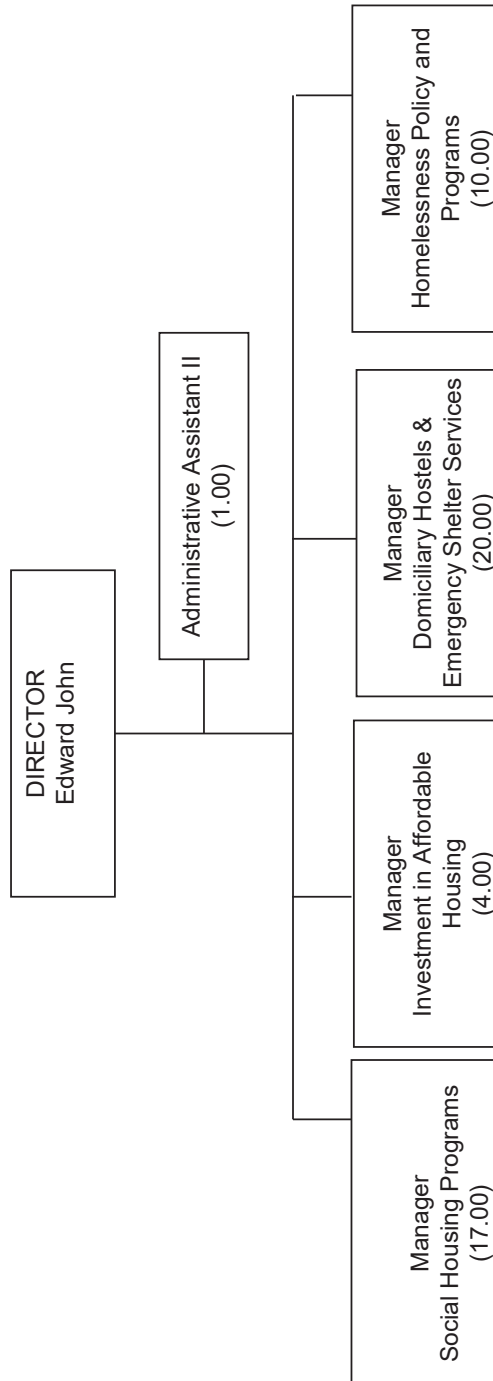 DIRECTOR
Edward John
Administrative Assistant II
(1.00)
Manager
Social Housing Programs
(17.00)
Manager
Investment in Affordable
Housing
(4.00)
Manager
Domiciliary Hostels &
Emergency Shelter Services
(20.00)
Manager
Homelessness Policy and
Programs
(10.00)